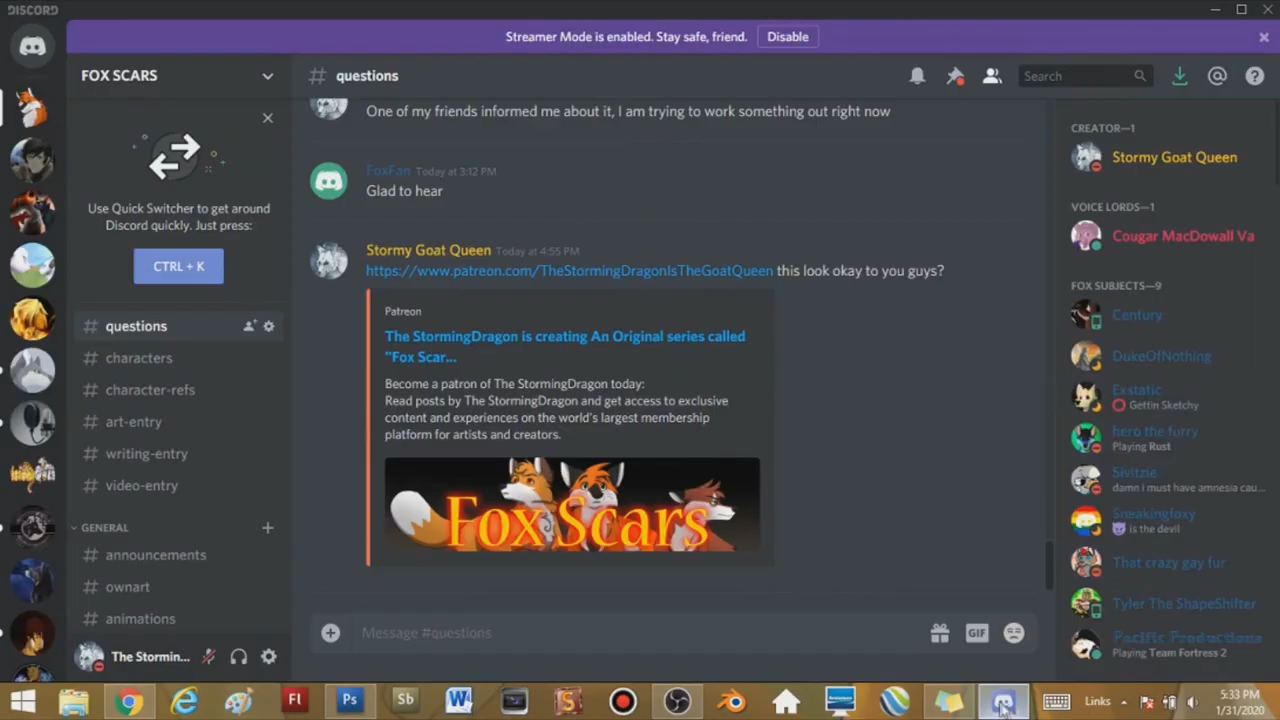 DISCORD
Streamer Mode is enabled. Stay safe, friend. Disable
FOX SCARS
# questions
Search
Use Quick Switcher to get around
Discord quickly. Just press:
CTRL + K
# questions
# characters
# character-refs
# art-entry
# writing-entry
# video-entry
GENERAL
# announcements
# ownart
# animations
The Stormin...
One of my friends informed me about it, I am trying to work something out right now
FoxFan Today at 3:12 PM
Glad to hear
Stormy Goat Queen Today at 4:55 PM
https://www.patreon.com/TheStormingDragonIsTheGoatQueen this look okay to you guys?
Patreon
The StormingDragon is creating An Original series called
"Fox Scar...
Become a patron of The StormingDragon today:
Read posts by The StormingDragon and get access to exclusive
content and experiences on the world's largest membership
platform for artists and creators.
Fox Scars
Message #questions
GIF
CREATOR—1
Stormy Goat Queen
VOICE LORDS—1
Cougar MacDowall Va
FOX SUBJECTS—9
Century
DukeOfNothing
Exstatic
Gettin Sketchy
hero the furry
Playing Rust
Sivitzie
damn i must have amnesia cau...
Sneakingfoxy
is the devil
That crazy gay fur
Tyler The ShapeShifter
Pacific Productions
Playing Team Fortress 2
Fl
Ps
Sb
W
S
Links
5:33 PM
1/31/2020